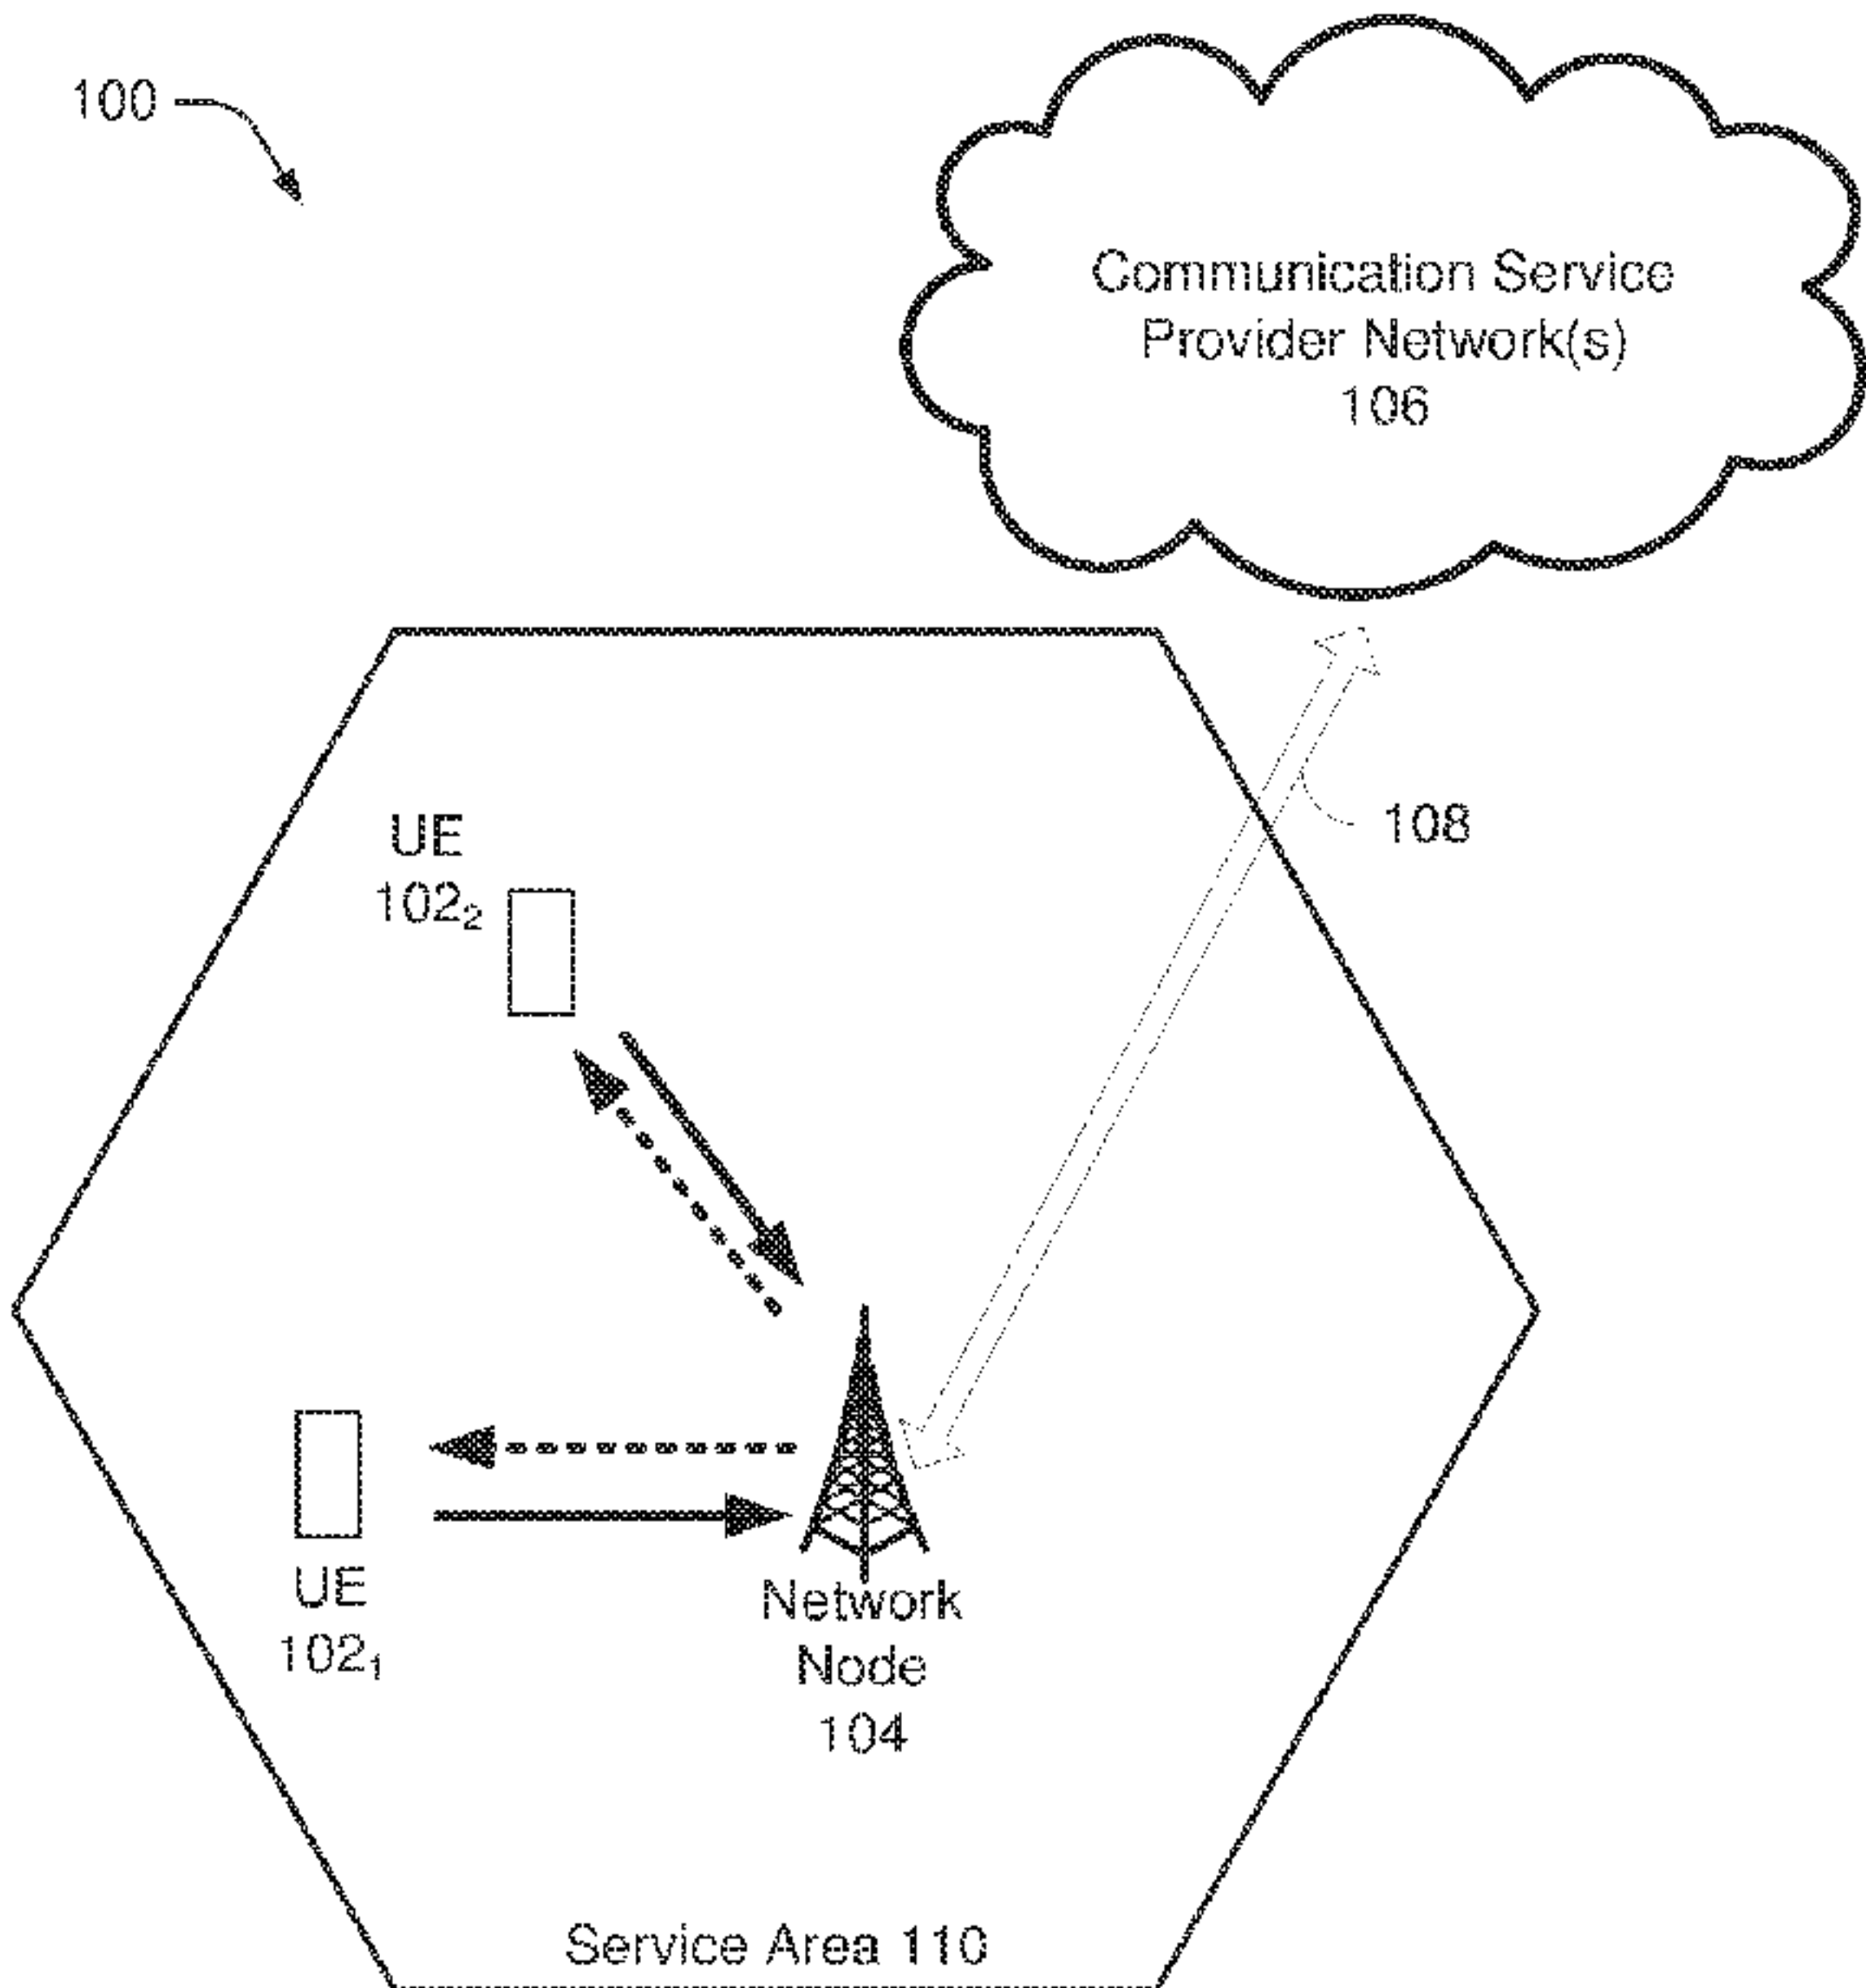 100
Communication Service
Provider Network(s)
106
108
UE
102₂
UE
102₁
Network
Node
104
Service Area 110